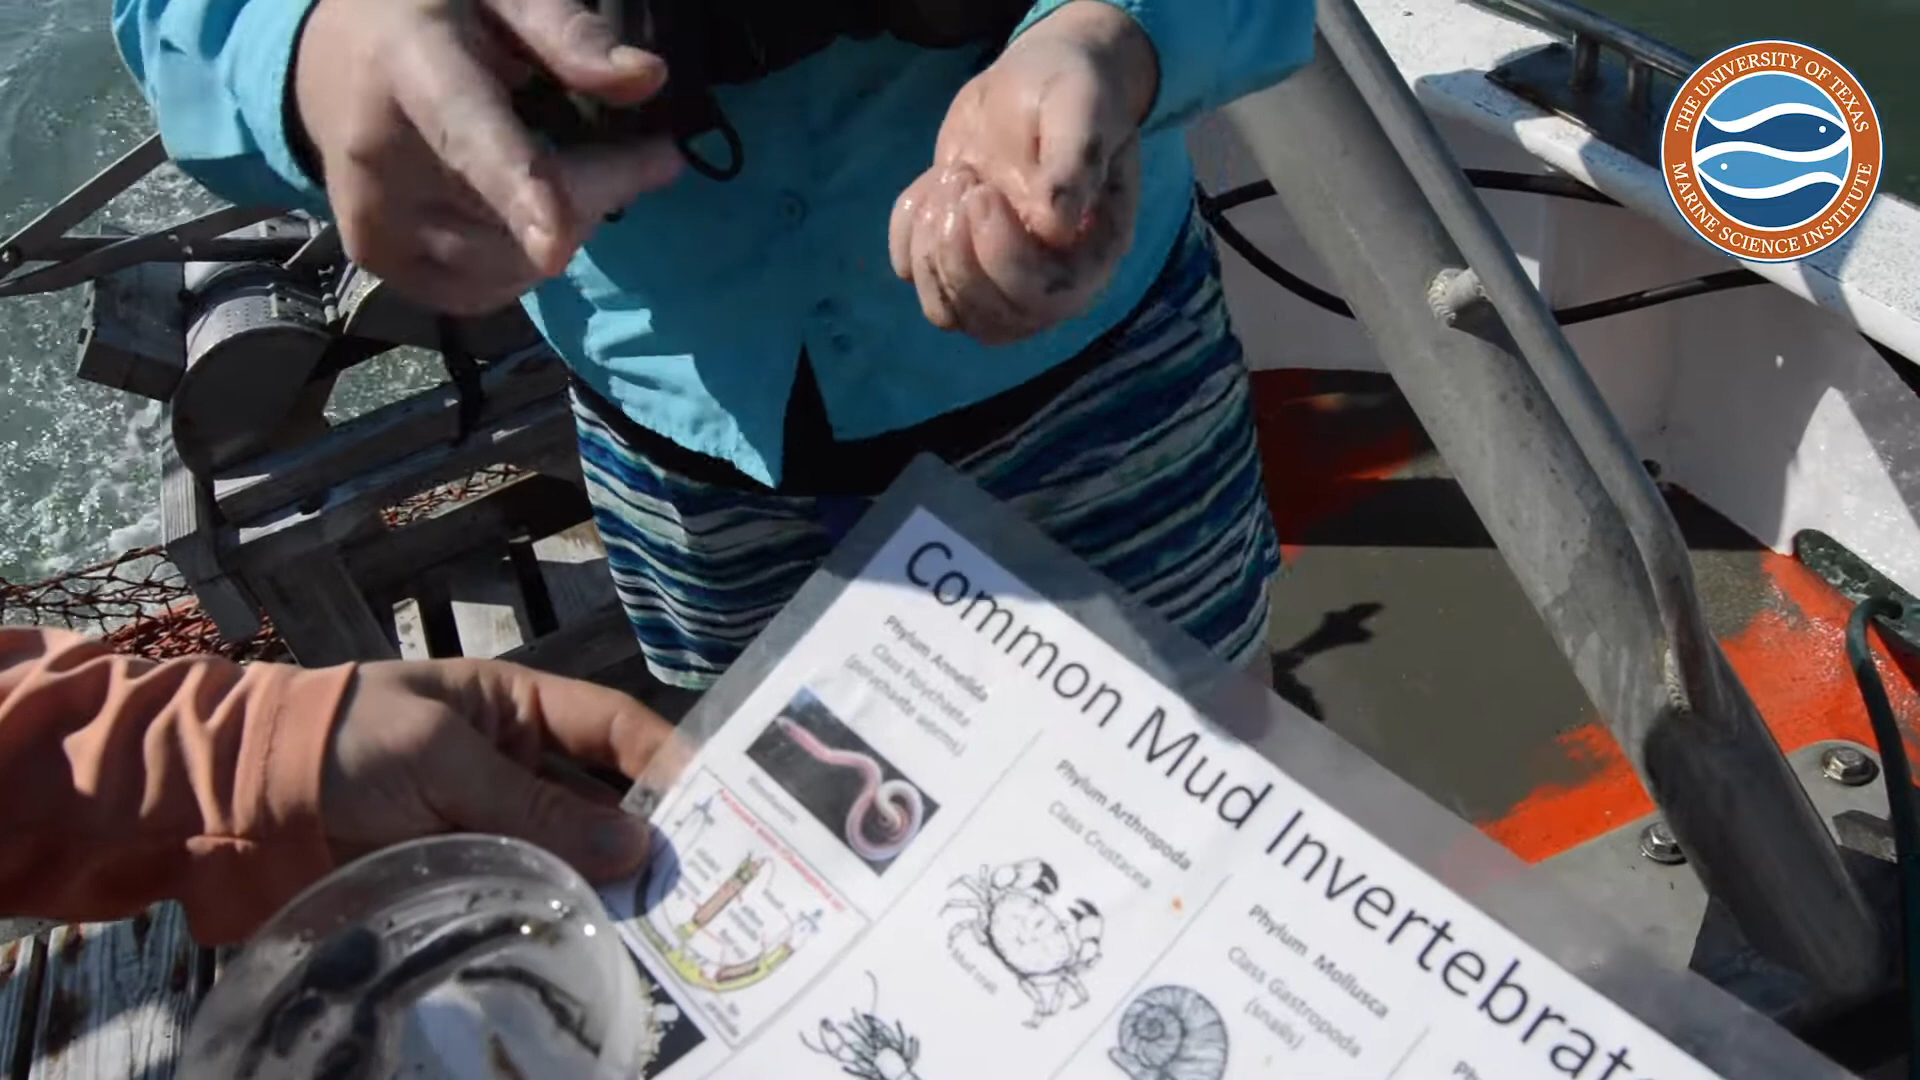 THE UNIVERSITY OF TEXAS
MARINE SCIENCE INSTITUTE
Common Mud Invertebrat
Phylum Annelida
Class Polychaete
(polychaete worms)
Phylum Arthropoda
Class Crustacea
Mud crab
Phylum Mollusca
Class Gastropoda
(snails)